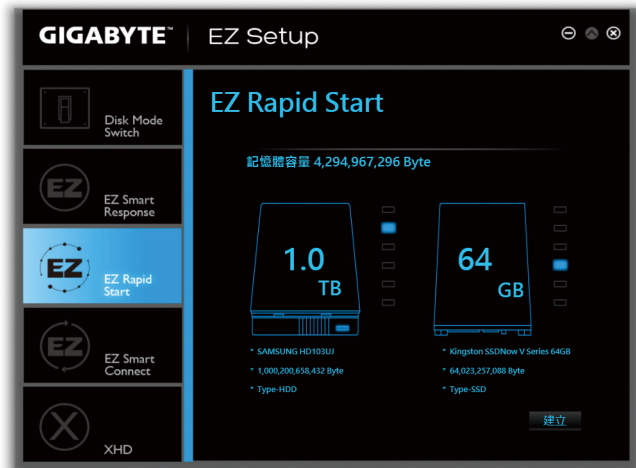 GIGABYTE™ EZ Setup
Disk Mode
Switch
EZ
EZ Smart
Response
EZ
EZ Rapid
Start
EZ
EZ Smart
Connect
X
XHD
EZ Rapid Start
記憶體容量 4,294,967,296 Byte
1.0
TB
64
GB
* SAMSUNG HD103UJ
* 1,000,200,658,432 Byte
* Type-HDD
* Kingston SSDNow V Series 64GB
* 64,023,257,088 Byte
* Type-SSD
建立